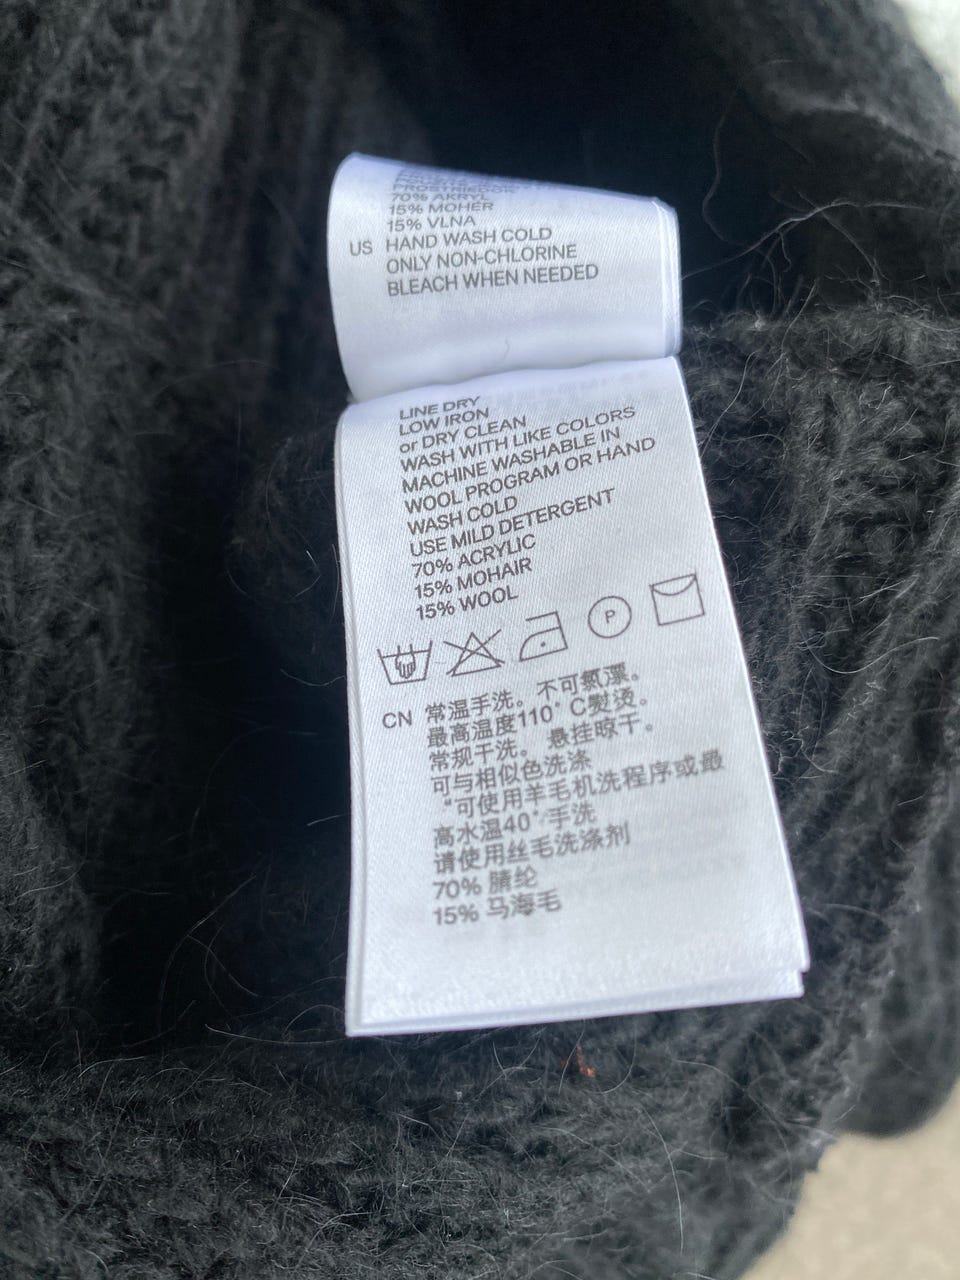 PROSTŘEDÍCH
70% AKRYL
15% MOHER
15% VLNA
US HAND WASH COLD
ONLY NON-CHLORINE
BLEACH WHEN NEEDED
LINE DRY
LOW IRON
or DRY CLEAN
WASH WITH LIKE COLORS
MACHINE WASHABLE IN
WOOL PROGRAM OR HAND
WASH COLD
USE MILD DETERGENT
70% ACRYLIC
15% MOHAIR
15% WOOL
P
CN 常温手洗。不可氯漂。
最高温度110°C熨烫。
常规干洗。悬挂晾干。
可与相似色洗涤
"可使用羊毛机洗程序或最
高水温40°手洗
请使用丝毛洗涤剂
70% 腈纶
15% 马海毛